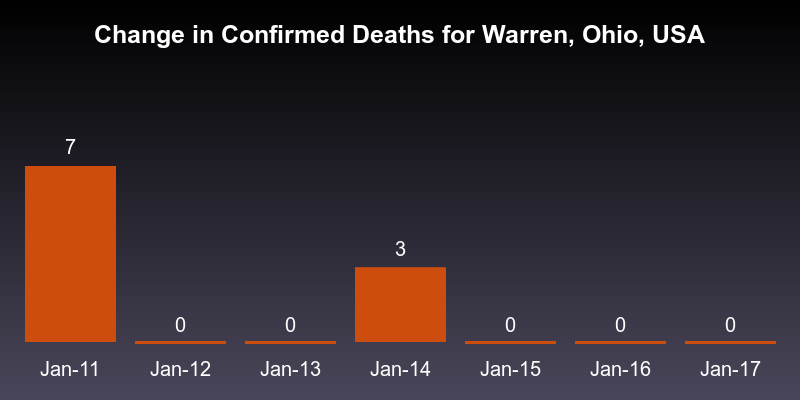 Change in Confirmed Deaths for Warren, Ohio, USA
7
0
0
3
0
0
0
Jan-11
Jan-12
Jan-13
Jan-14
Jan-15
Jan-16
Jan-17